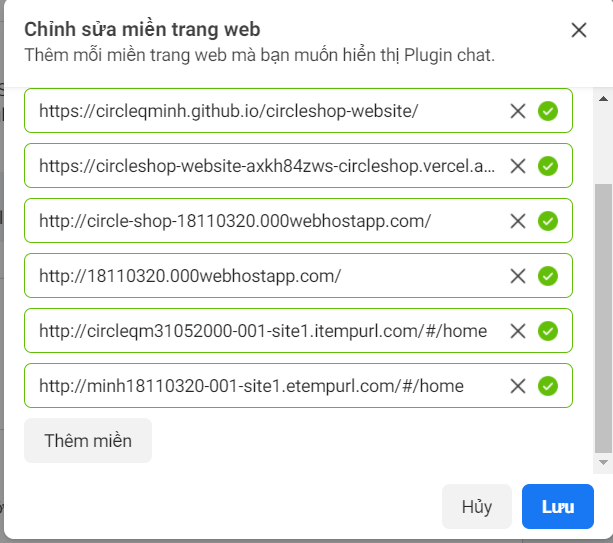 Chỉnh sửa miền trang web
Thêm mỗi miền trang web mà bạn muốn hiển thị Plugin chat.
https://circleqminh.github.io/circleshop-website/
https://circleshop-website-axkh84zws-circleshop.vercel.a...
http://circle-shop-18110320.000webhostapp.com/
http://18110320.000webhostapp.com/
http://circleqm31052000-001-site1.itempurl.com/#/home
http://minh18110320-001-site1.etempurl.com/#/home
Thêm miền
Hủy
Lưu